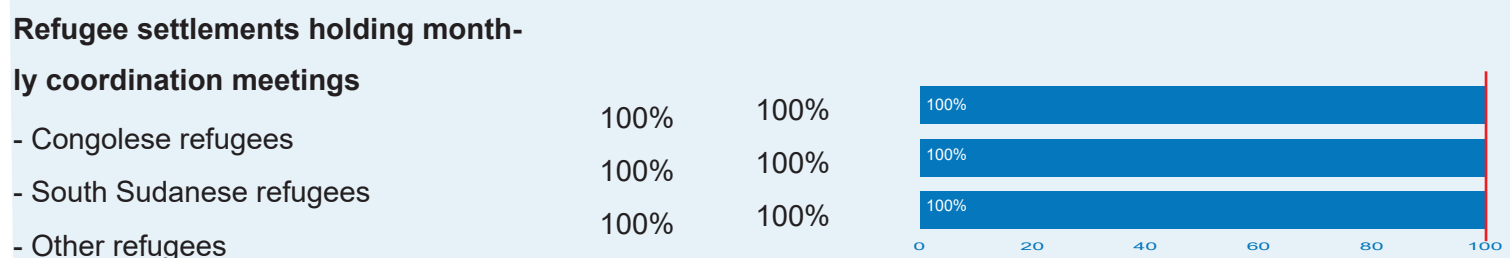 Refugee settlements holding month-
ly coordination meetings
- Congolese refugees
100% 100% 100%
- South Sudanese refugees
100% 100% 100%
- Other refugees
100% 100% 100%
0 20 40 60 80 100